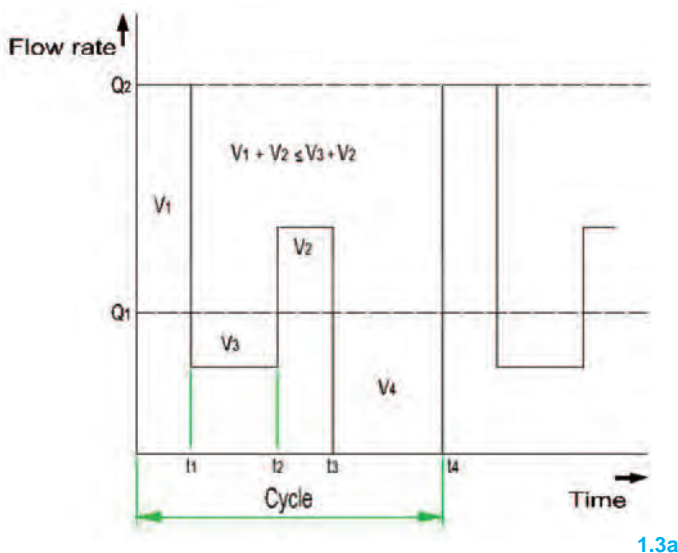 Flow rate
Q2
V1 + V2 ≤ V3 + V2
V1
V2
Q1
V3
V4
t1 t2 t3 t4
Cycle
Time
1.3a